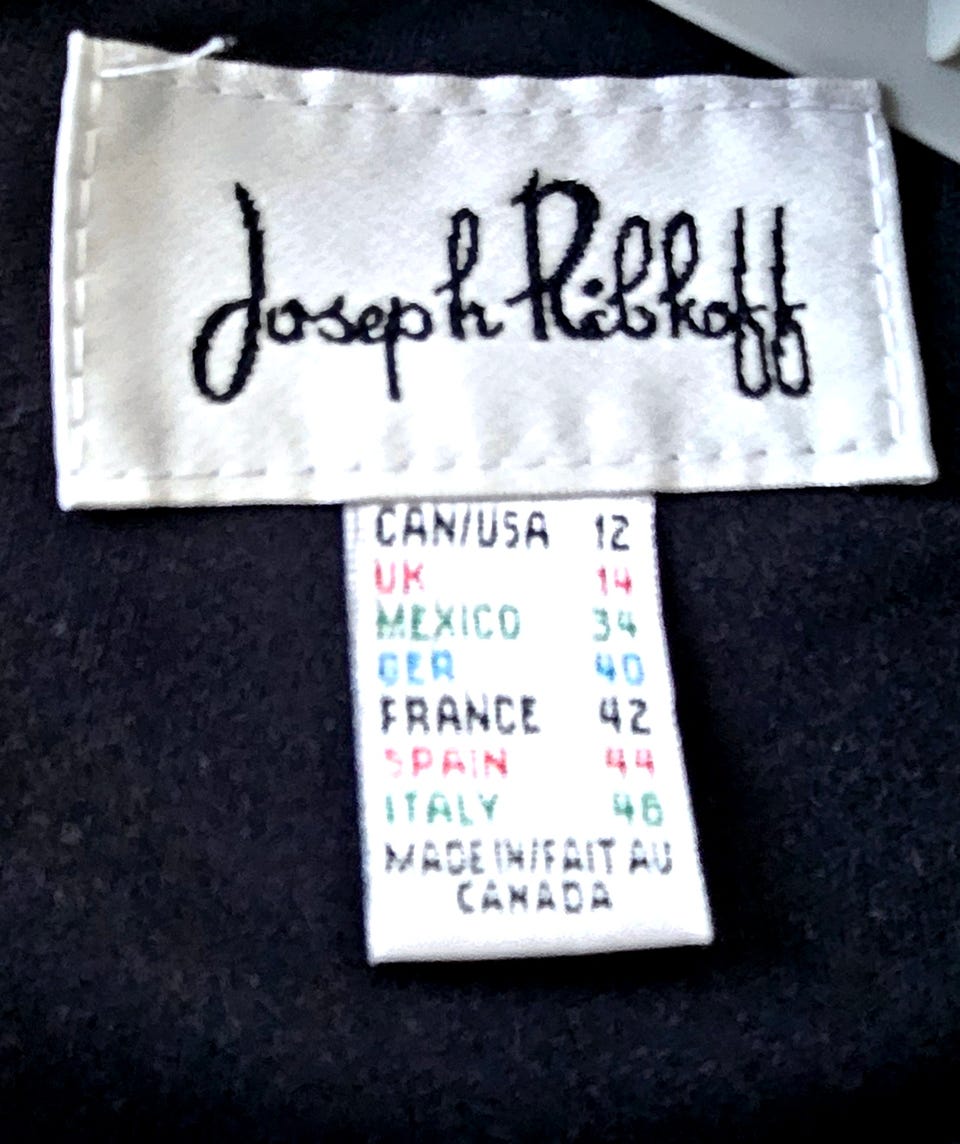 Joseph Ribkoff
CAN/USA 12
UK 14
MEXICO 34
GER 40
FRANCE 42
SPAIN 44
ITALY 46
MADE IN/FAIT AU
CANADA